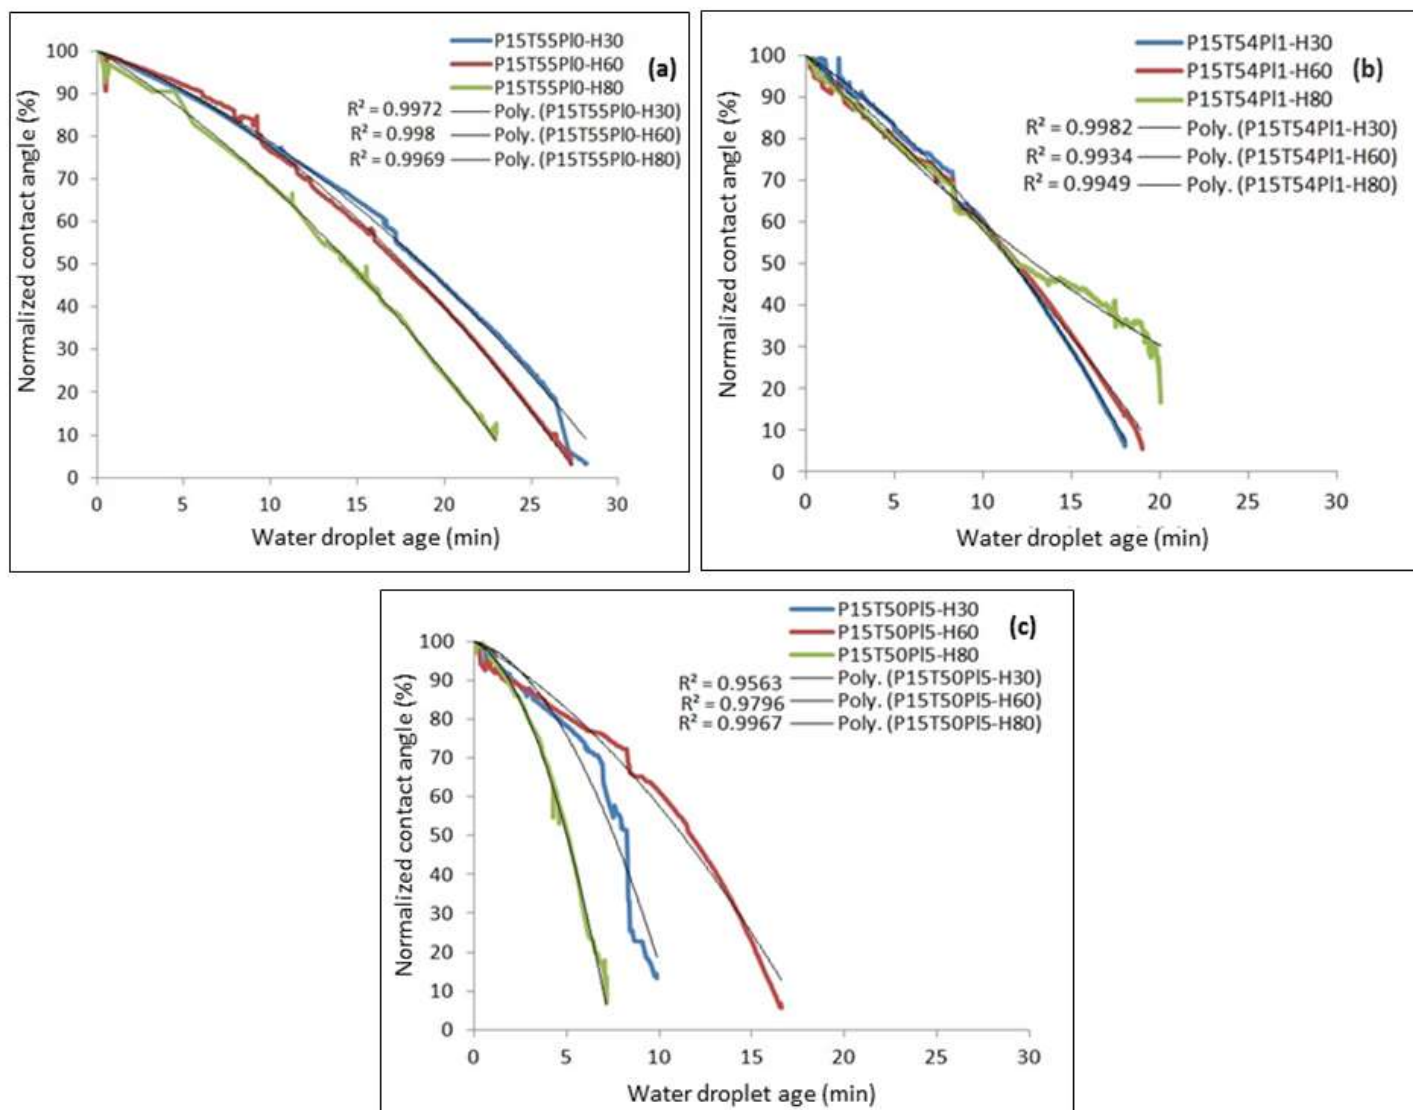 P15T55Pl0-H30
P15T55Pl0-H60
P15T55Pl0-H80
(a)
R² = 0.9972 Poly. (P15T55Pl0-H30)
R² = 0.998 Poly. (P15T55Pl0-H60)
R² = 0.9969 Poly. (P15T55Pl0-H80)
Normalized contact angle (%)
100
90
80
70
60
50
40
30
20
10
0
0 5 10 15 20 25 30
Water droplet age (min)
P15T54Pl1-H30
P15T54Pl1-H60
P15T54Pl1-H80
(b)
R² = 0.9982 Poly. (P15T54Pl1-H30)
R² = 0.9934 Poly. (P15T54Pl1-H60)
R² = 0.9949 Poly. (P15T54Pl1-H80)
Normalized contact angle (%)
100
90
80
70
60
50
40
30
20
10
0
0 5 10 15 20 25 30
Water droplet age (min)
P15T50Pl5-H30
P15T50Pl5-H60
P15T50Pl5-H80
(c)
R² = 0.9563 Poly. (P15T50Pl5-H30)
R² = 0.9796 Poly. (P15T50Pl5-H60)
R² = 0.9967 Poly. (P15T50Pl5-H80)
Normalized contact angle (%)
100
90
80
70
60
50
40
30
20
10
0
0 5 10 15 20 25 30
Water droplet age (min)